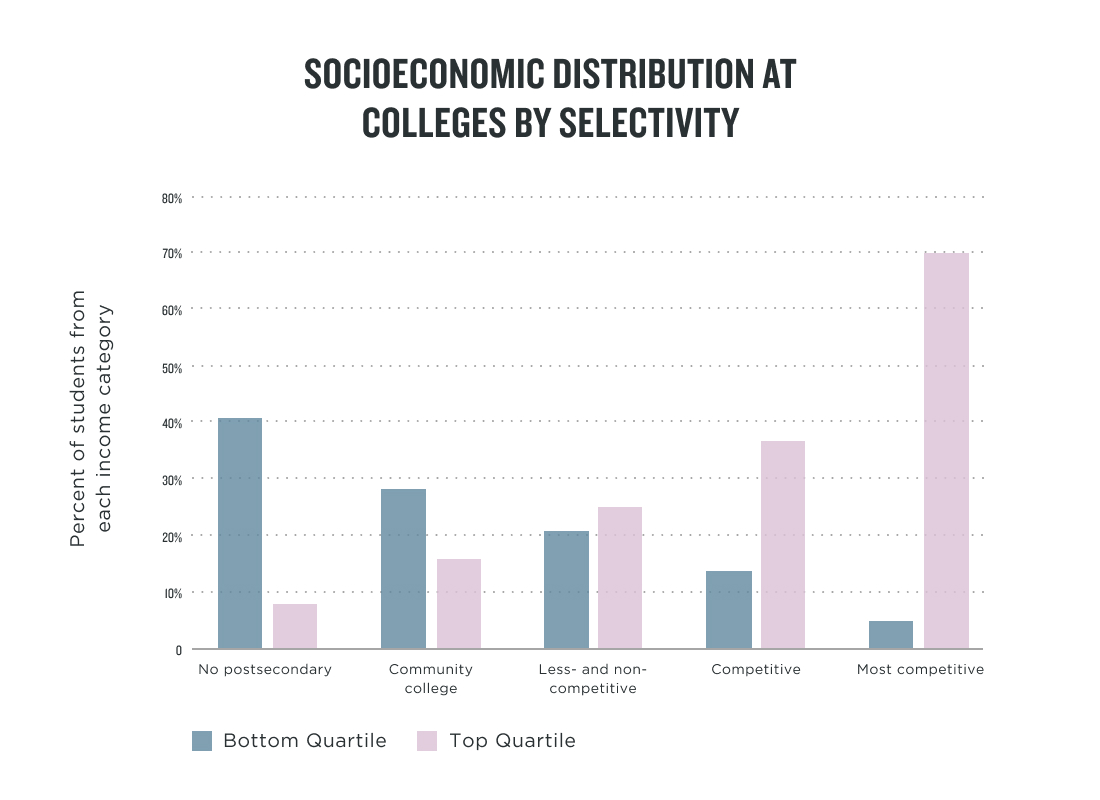 SOCIOECONOMIC DISTRIBUTION AT
COLLEGES BY SELECTIVITY
Percent of students from
each income category
80%
70%
60%
50%
40%
30%
20%
10%
0
No postsecondary
Community
college
Less- and non-
competitive
Competitive
Most competitive
Bottom Quartile
Top Quartile